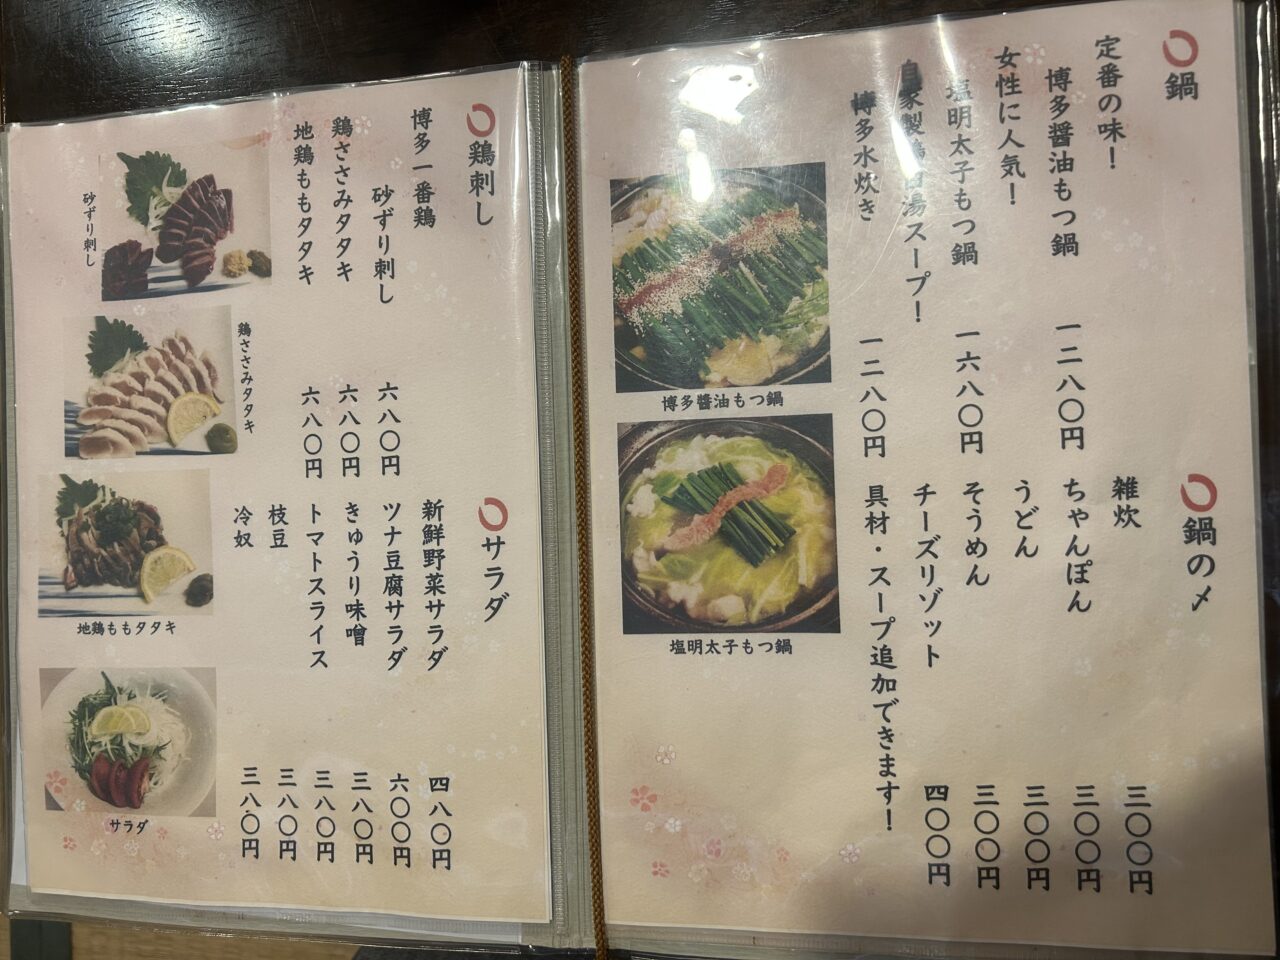 鍋
定番の味！
博多醤油もつ鍋
一二八〇円
女性に人気！
塩明太子もつ鍋
一六八〇円
自家製鶏白湯スープ！
博多水炊き
一二八〇円
鍋の〆
雑炊
三〇〇円
ちゃんぽん
三〇〇円
うどん
三〇〇円
そうめん
三〇〇円
チーズリゾット
四〇〇円
具材・スープ追加できます！
博多醤油もつ鍋
塩明太子もつ鍋
鶏刺し
博多一番鶏
砂ずり刺し
六八〇円
鶏ささみタタキ
六八〇円
地鶏ももタタキ
六八〇円
サラダ
新鮮野菜サラダ
四八〇円
ツナ豆腐サラダ
六〇〇円
きゅうり味噌
三八〇円
トマトスライス
三八〇円
枝豆
三八〇円
冷奴
三八〇円
砂ずり刺し
鶏ささみタタキ
地鶏ももタタキ
サラダ